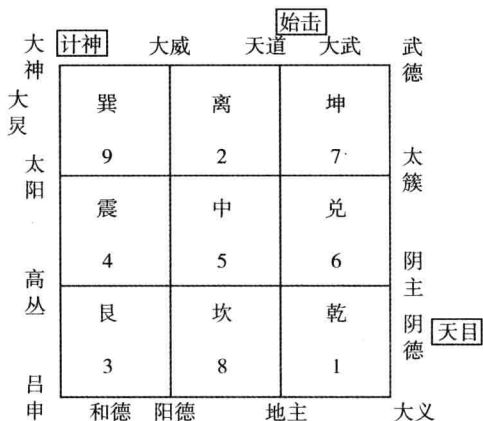 始击
大神 计神 大威 天道 大武 武德
大炅
巽 离 坤
9 2 7
太阳 太簇
震 中 兑
4 5 6
高丛 阴主
艮 坎 乾
阴德 天目
3 8 1
吕申 和德 阳德 地主 大义